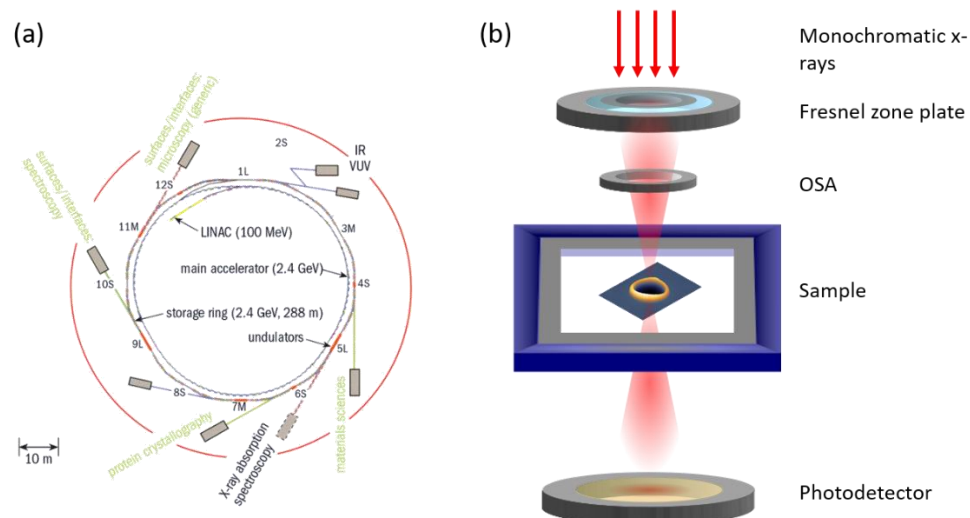 (a)
surfaces/interfaces:
microscopy (generic)
surfaces/interfaces:
spectroscopy
2S
IR
VUV
1L
12S
11M
3M
LINAC (100 MeV)
main accelerator (2.4 GeV)
4S
10S
storage ring (2.4 GeV, 288 m)
undulators
9L
5L
8S
7M
6S
protein crystallography
X-ray absorption
spectroscopy
materials sciences
10 m
(b)
Monochromatic x-
rays
Fresnel zone plate
OSA
Sample
Photodetector